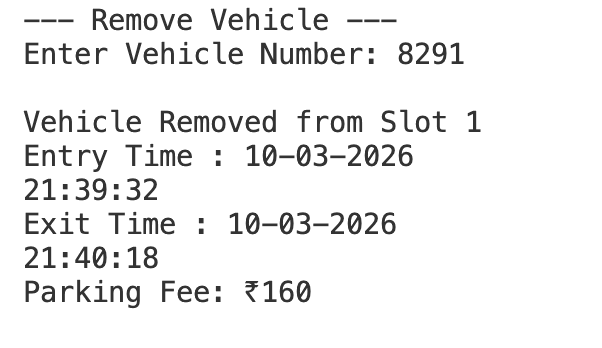 --- Remove Vehicle ---
Enter Vehicle Number: 8291
Vehicle Removed from Slot 1
Entry Time : 10-03-2026
21:39:32
Exit Time : 10-03-2026
21:40:18
Parking Fee: ₹160